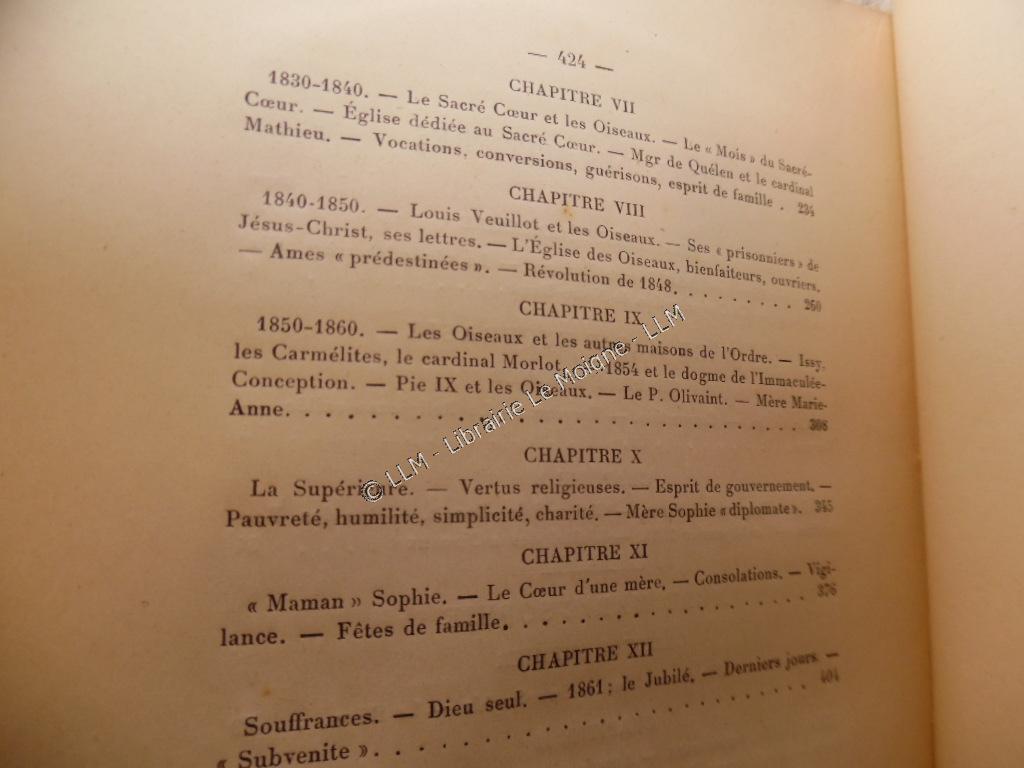 — 424 —
CHAPITRE VII
1830-1840. — Le Sacré Cœur et les Oiseaux. — Le « Mois » du Sacré-
Cœur. — Église dédiée au Sacré Cœur. — Mgr de Quélen et le cardinal
Mathieu. — Vocations, conversions, guérisons, esprit de famille . 234
CHAPITRE VIII
1840-1850. — Louis Veuillot et les Oiseaux. — Ses « prisonniers » de
Jésus-Christ, ses lettres. — L'Église des Oiseaux, bienfaiteurs, ouvriers.
— Ames « prédestinées ». — Révolution de 1848. . . . . . . . . 260
CHAPITRE IX
1850-1860. — Les Oiseaux et les autres maisons de l'Ordre. — Issy,
les Carmélites, le cardinal Morlot. — 1854 et le dogme de l'Immaculée-
Conception. — Pie IX et les Oiseaux. — Le P. Olivaint. — Mère Marie-
Anne. . . . . . . . . . . . . . . . . . . . . . . . 308
CHAPITRE X
La Supérieure. — Vertus religieuses. — Esprit de gouvernement. —
Pauvreté, humilité, simplicité, charité. — Mère Sophie « diplomate ». 345
CHAPITRE XI
« Maman » Sophie. — Le Cœur d'une mère. — Consolations. — Vigi-
lance. — Fêtes de famille. . . . . . . . . . . . . . . . 376
CHAPITRE XII
Souffrances. — Dieu seul. — 1861 ; le Jubilé. — Derniers jours. —
« Subvenite ». . . . . . . . . . . . . . . . . . . . . 404
© LLM - Librairie Le Moigne - LLM